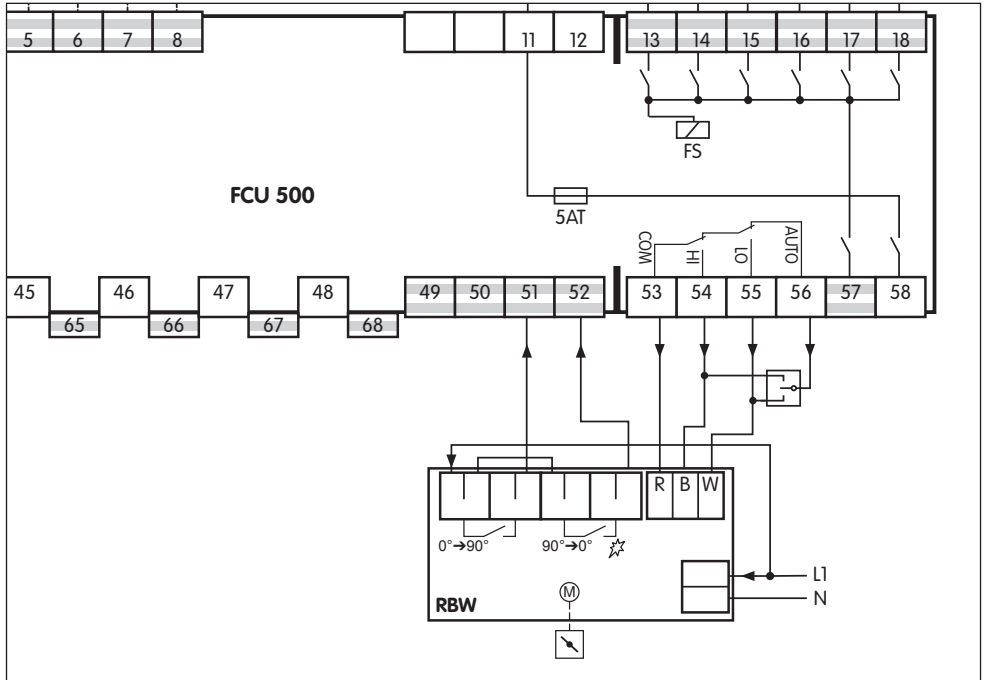 5 6 7 8 11 12 13 14 15 16 17 18
FS
FCU 500
5AT
COM HI LO AUTO
45 46 47 48 49 50 51 52 53 54 55 56 57 58
65 66 67 68
R B W
0°➔90° 90°➔0°
L1
M
RBW
N